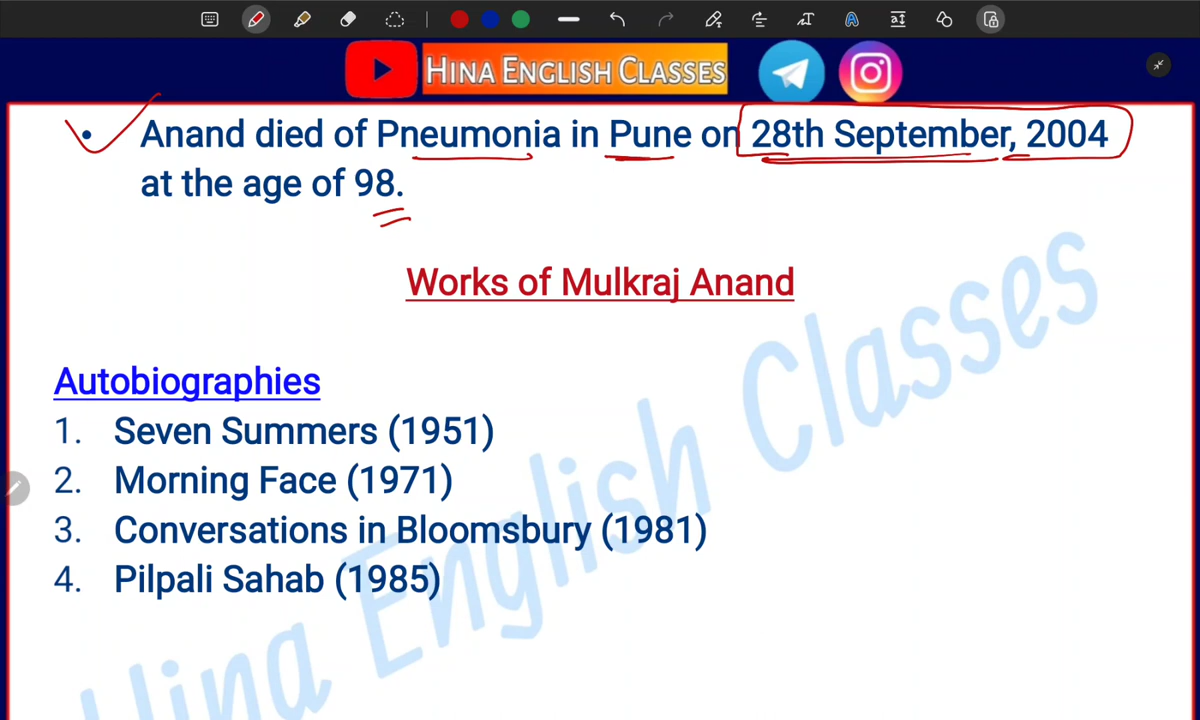 HINA ENGLISH CLASSES
• Anand died of Pneumonia in Pune on 28th September, 2004
at the age of 98.
Works of Mulkraj Anand
Autobiographies
1. Seven Summers (1951)
2. Morning Face (1971)
3. Conversations in Bloomsbury (1981)
4. Pilpali Sahab (1985)
Hina English Classes